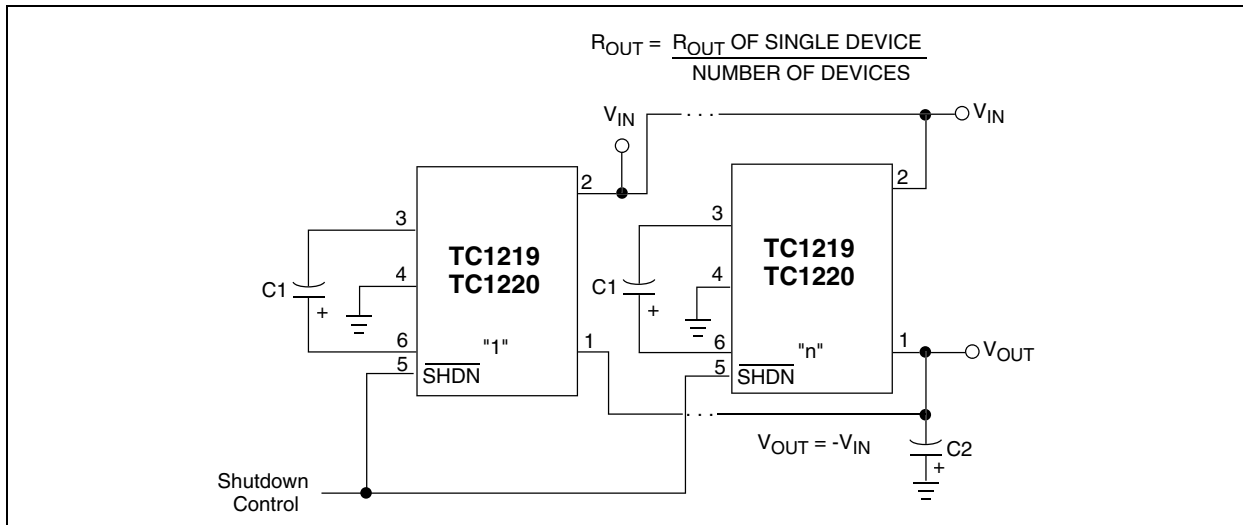 R_OUT = R_OUT OF SINGLE DEVICE
NUMBER OF DEVICES
V_IN
. . .
V_IN
2
2
3
3
TC1219
TC1220
TC1219
TC1220
4
4
C1
+
C1
+
6
"1"
1
6
"n"
1
V_OUT
5
SHDN
5
SHDN
. . .
V_OUT = -V_IN
C2
+
Shutdown
Control